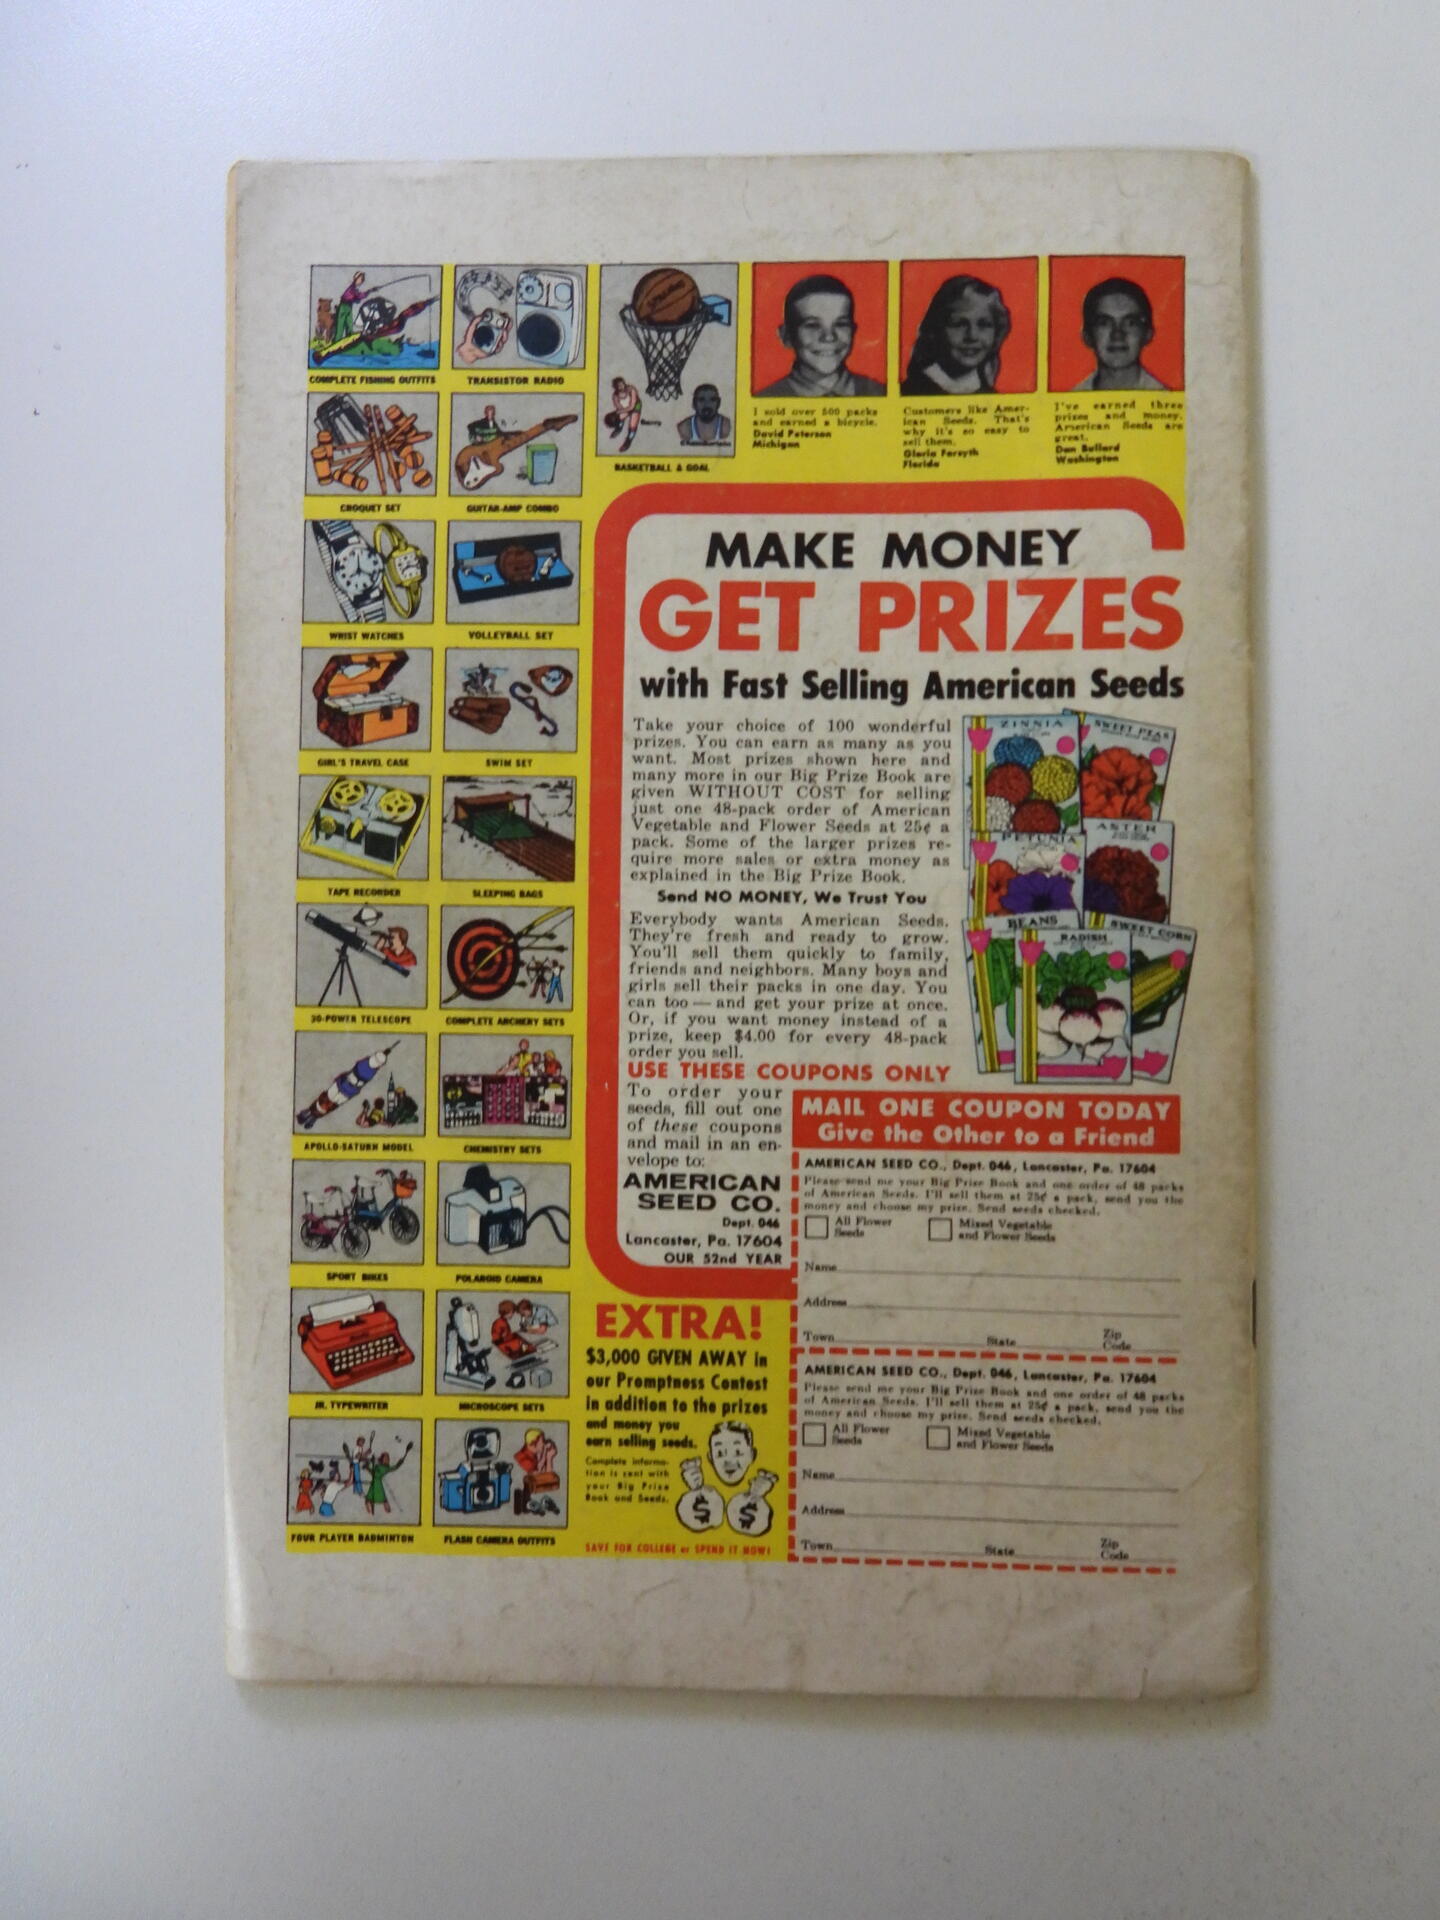 COMPLETE FISHING OUTFITS
TRANSISTOR RADIO
CROQUET SET
GUITAR-AMP COMBO
WRIST WATCHES
VOLLEYBALL SET
GIRL'S TRAVEL CASE
SWIM SET
TAPE RECORDER
SLEEPING BAGS
30-POWER TELESCOPE
COMPLETE ARCHERY SETS
APOLLO-SATURN MODEL
CHEMISTRY SETS
SPORT BIKES
POLAROID CAMERA
JR. TYPEWRITER
MICROSCOPE SETS
FOUR PLAYER BADMINTON
FLASH CAMERA OUTFITS
SPALDING
Barry
Chamberlain
BASKETBALL & GOAL
I sold over 500 packs
and earned a bicycle.
David Peterson
Michigan
Customers like Amer-
ican Seeds. That's
why it's so easy to
sell them.
Gloria Forsyth
Florida
I've earned three
prizes and money.
American Seeds are
great.
Dan Bullard
Washington
MAKE MONEY
GET PRIZES
with Fast Selling American Seeds
Take your choice of 100 wonderful
prizes. You can earn as many as you
want. Most prizes shown here and
many more in our Big Prize Book are
given WITHOUT COST for selling
just one 48-pack order of American
Vegetable and Flower Seeds at 25¢ a
pack. Some of the larger prizes re-
quire more sales or extra money as
explained in the Big Prize Book.
Send NO MONEY, We Trust You
Everybody wants American Seeds.
They're fresh and ready to grow.
You'll sell them quickly to family,
friends and neighbors. Many boys and
girls sell their packs in one day. You
can too — and get your prize at once.
Or, if you want money instead of a
prize, keep $4.00 for every 48-pack
order you sell.
ZINNIA
SWEET PEAS
PETUNIA
ASTER
BEANS
RADISH
SWEET CORN
USE THESE COUPONS ONLY
To order your
seeds, fill out one
of these coupons
and mail in an en-
velope to:
AMERICAN
SEED CO.
Dept. 046
Lancaster, Pa. 17604
OUR 52nd YEAR
EXTRA!
$3,000 GIVEN AWAY in
our Promptness Contest
in addition to the prizes
and money you
earn selling seeds.
Complete informa-
tion is sent with
your Big Prize
Book and Seeds.
$ $
SAVE FOR COLLEGE or SPEND IT NOW!
MAIL ONE COUPON TODAY
Give the Other to a Friend
AMERICAN SEED CO., Dept. 046, Lancaster, Pa. 17604
Please send me your Big Prize Book and one order of 48 packs
of American Seeds. I'll sell them at 25¢ a pack, send you the
money and choose my prize. Send seeds checked.
All Flower
Seeds
Mixed Vegetable
and Flower Seeds
Name
Address
Town State Zip
Code
AMERICAN SEED CO., Dept. 046, Lancaster, Pa. 17604
Please send me your Big Prize Book and one order of 48 packs
of American Seeds. I'll sell them at 25¢ a pack, send you the
money and choose my prize. Send seeds checked.
All Flower
Seeds
Mixed Vegetable
and Flower Seeds
Name
Address
Town State Zip
Code